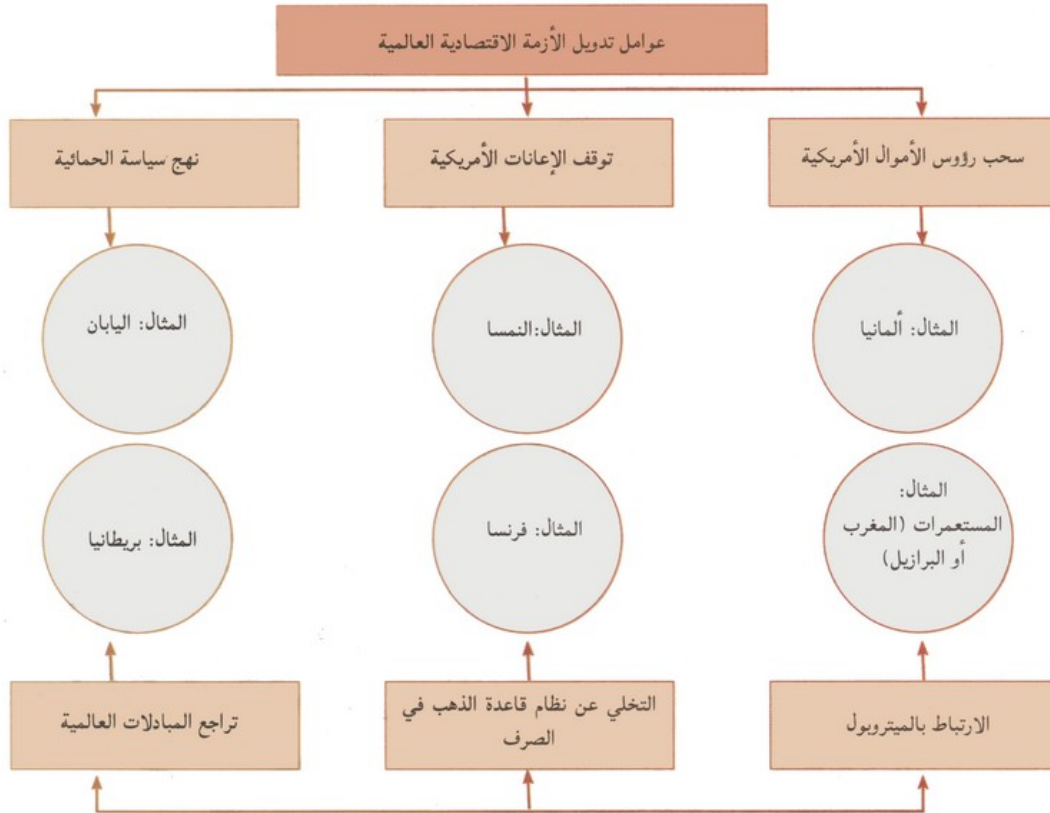 عوامل تدويل الأزمة الاقتصادية العالمية
سحب رؤوس الأموال الأمريكية
توقف الإعانات الأمريكية
نهج سياسة الحمائية
المثال: ألمانيا
المثال:النمسا
المثال: اليابان
المثال:
المستعمرات (المغرب
أو البرازيل)
المثال: فرنسا
المثال: بريطانيا
الارتباط بالميتروبول
التخلي عن نظام قاعدة الذهب في
الصرف
تراجع المبادلات العالمية